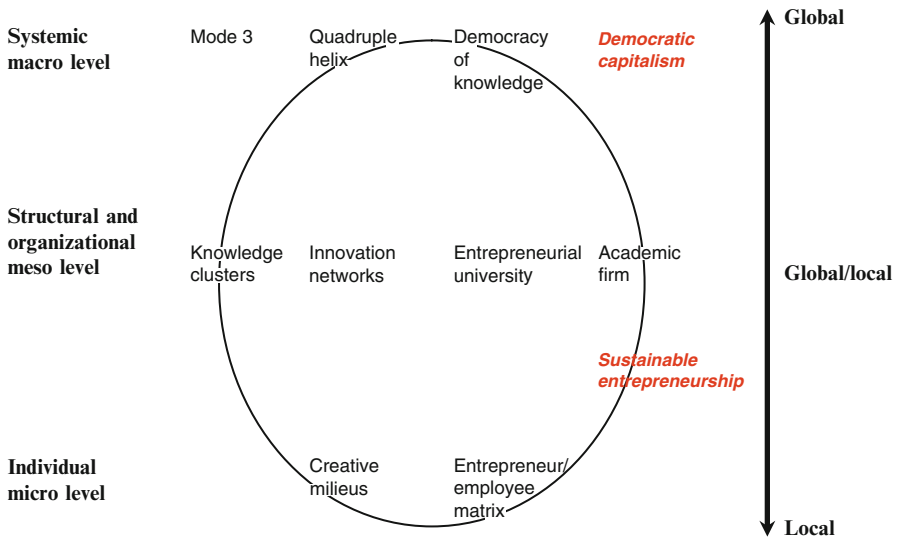 Global
Systemic
macro level
Mode 3
Quadruple
helix
Democracy
of
knowledge
Democratic
capitalism
Structural and
organizational
meso level
Knowledge
clusters
Innovation
networks
Entrepreneurial
university
Academic
firm
Global/local
Sustainable
entrepreneurship
Individual
micro level
Creative
milieus
Entrepreneur/
employee
matrix
Local